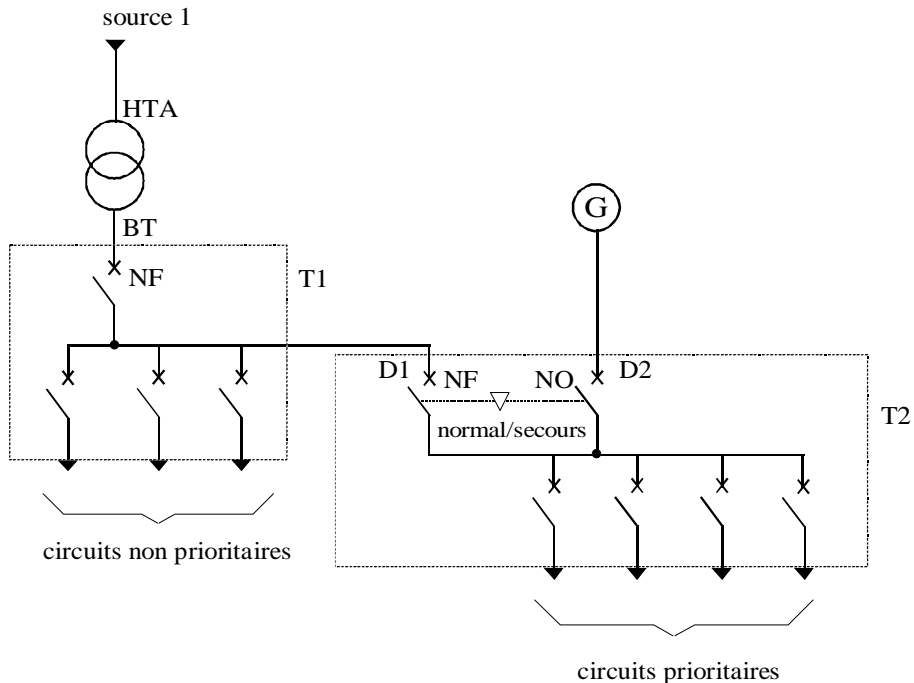 source 1
HTA
BT
NF
T1
G
D1
NF
NO
D2
normal/secours
T2
circuits non prioritaires
circuits prioritaires